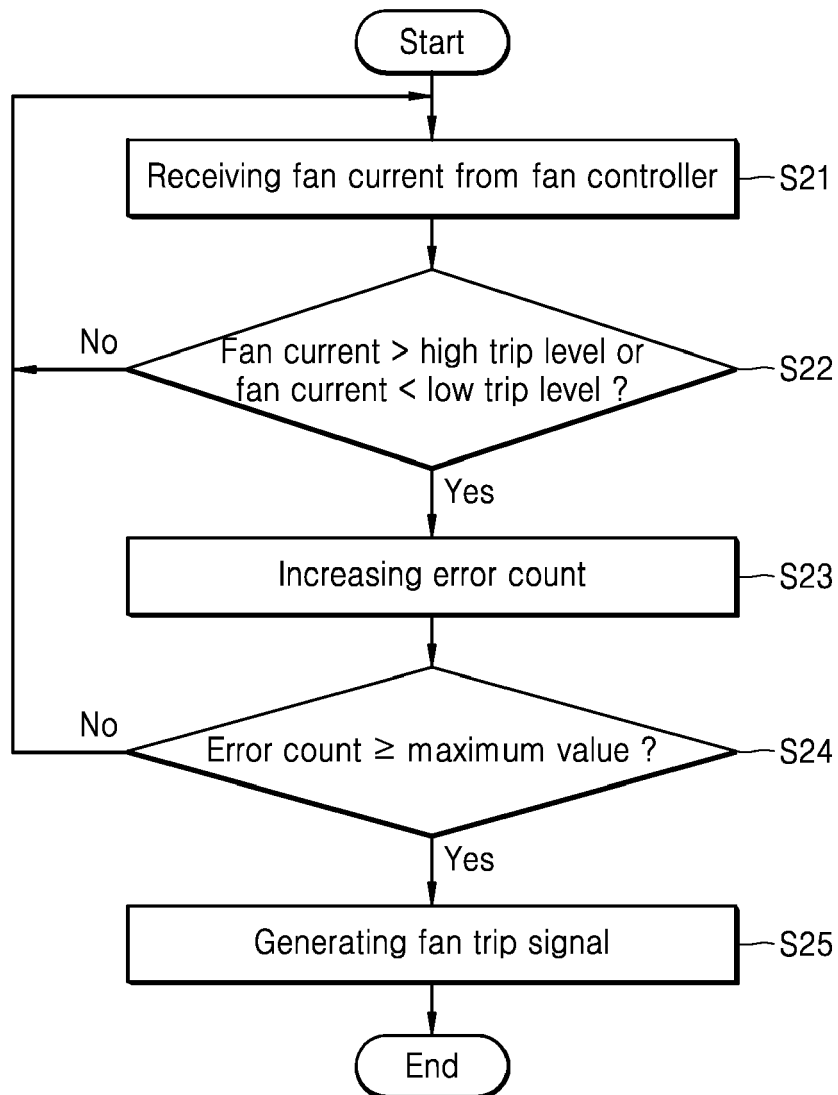 Start
Receiving fan current from fan controller
S21
No
Fan current > high trip level or
fan current < low trip level ?
S22
Yes
Increasing error count
S23
No
Error count ≥ maximum value ?
S24
Yes
Generating fan trip signal
S25
End